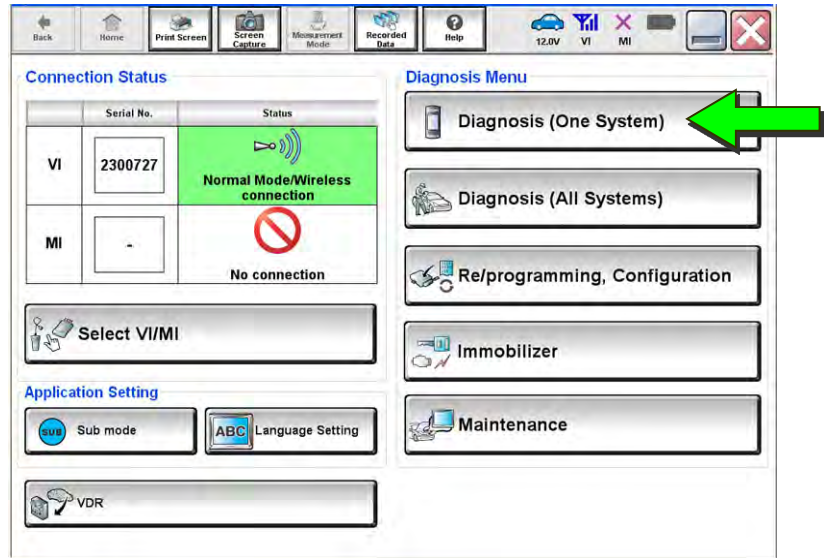 Back
Home
Print Screen
Screen
Capture
Measurement
Mode
Recorded
Data
Help
12.0V
VI
MI
Connection Status
Serial No.
Status
VI
2300727
Normal Mode/Wireless
connection
MI
-
No connection
Select VI/MI
Application Setting
SUB
Sub mode
ABC
Language Setting
VDR
Diagnosis Menu
Diagnosis (One System)
Diagnosis (All Systems)
Re/programming, Configuration
Immobilizer
Maintenance